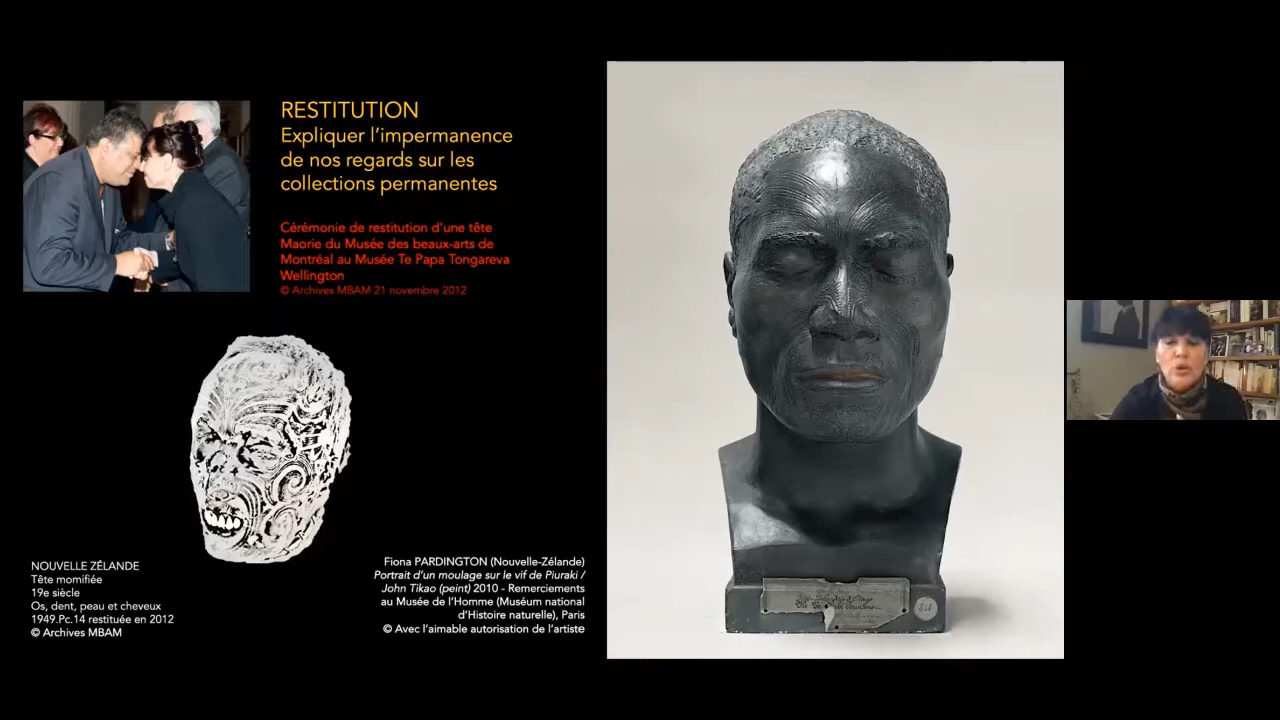 RESTITUTION
Expliquer l'impermanence
de nos regards sur les
collections permanentes
Cérémonie de restitution d'une tête
Maorie du Musée des beaux-arts de
Montréal au Musée Te Papa Tongareva
Wellington
© Archives MBAM 21 novembre 2012
NOUVELLE ZÉLANDE
Tête momifiée
19e siècle
Os, dent, peau et cheveux
1949.Pc.14 restituée en 2012
© Archives MBAM
Fiona PARDINGTON (Nouvelle-Zélande)
Portrait d'un moulage sur le vif de Piuraki /
John Tikao (peint) 2010 - Remerciements
au Musée de l'Homme (Muséum national
d'Histoire naturelle), Paris
© Avec l'aimable autorisation de l'artiste